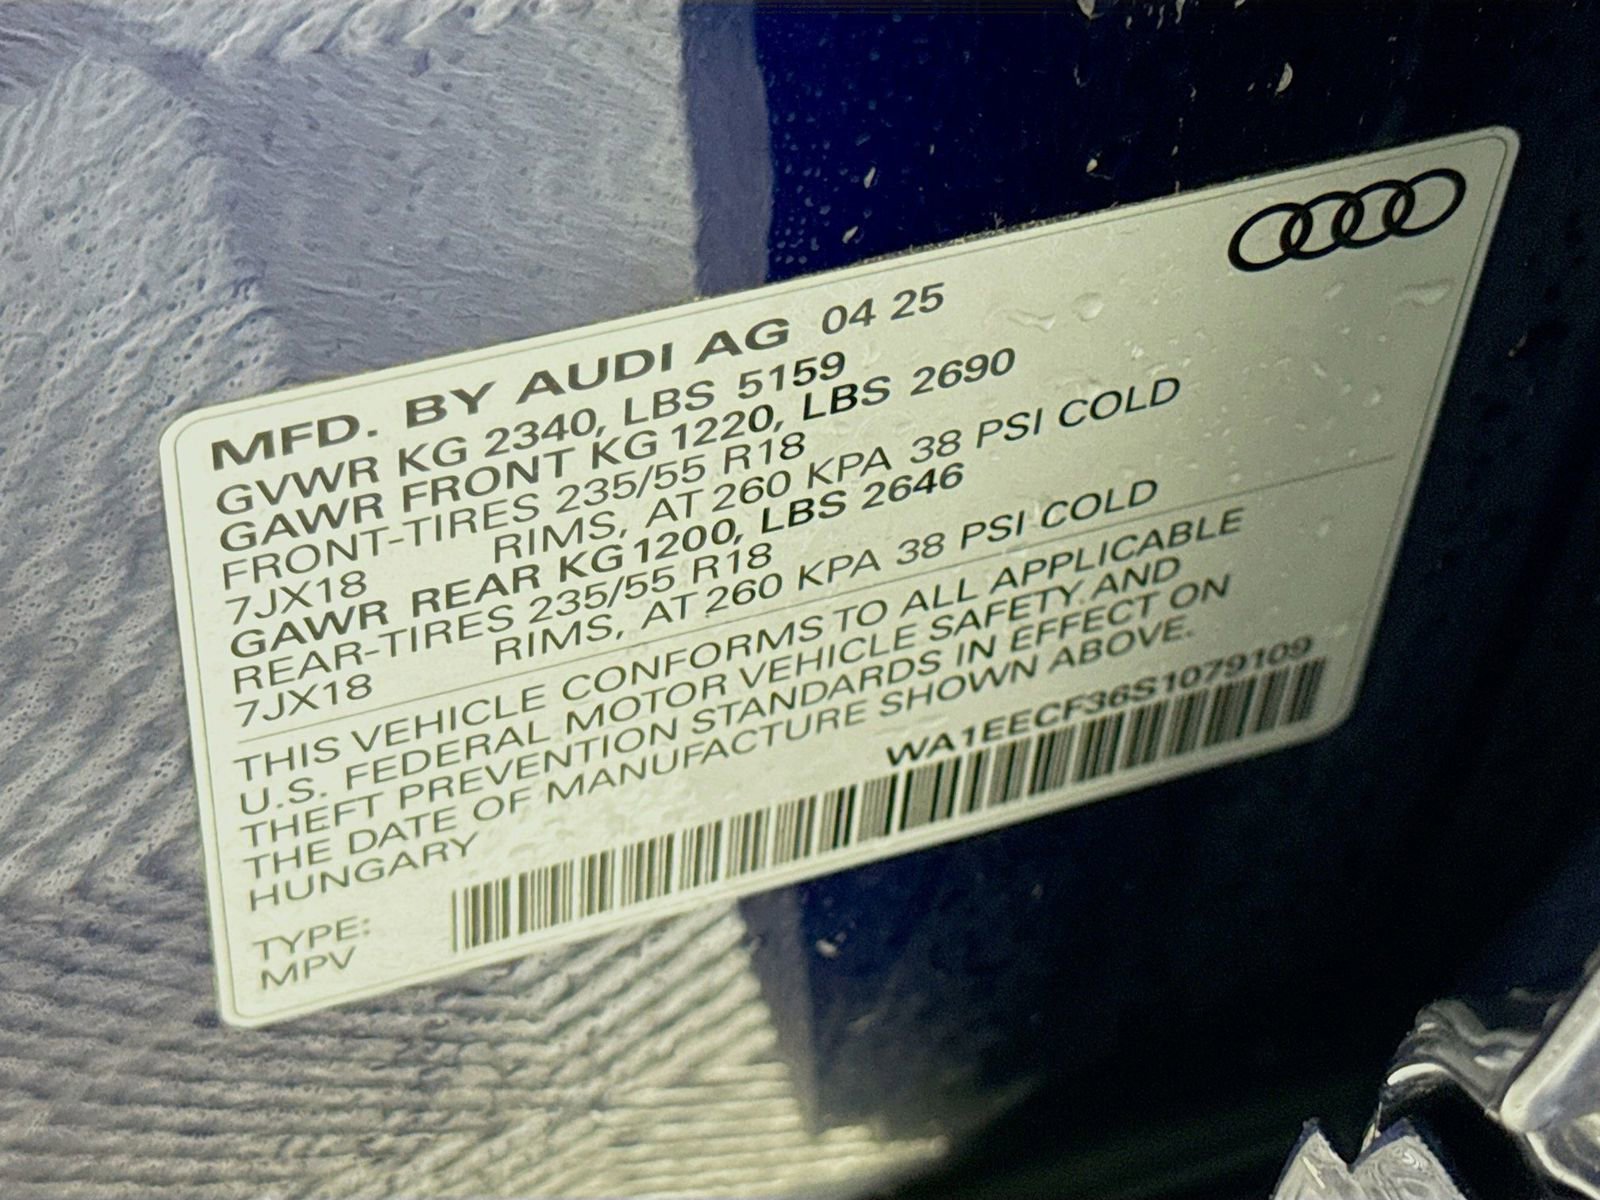 MFD. BY AUDI AG 04 25
GVWR KG 2340, LBS 5159
GAWR FRONT KG 1220, LBS 2690
FRONT-TIRES 235/55 R18
7JX18 RIMS, AT 260 KPA 38 PSI COLD
GAWR REAR KG 1200, LBS 2646
REAR-TIRES 235/55 R18
7JX18 RIMS, AT 260 KPA 38 PSI COLD
THIS VEHICLE CONFORMS TO ALL APPLICABLE
U.S. FEDERAL MOTOR VEHICLE SAFETY AND
THEFT PREVENTION STANDARDS IN EFFECT ON
THE DATE OF MANUFACTURE SHOWN ABOVE.
HUNGARY
WA1EECF36S1079109
TYPE:
MPV